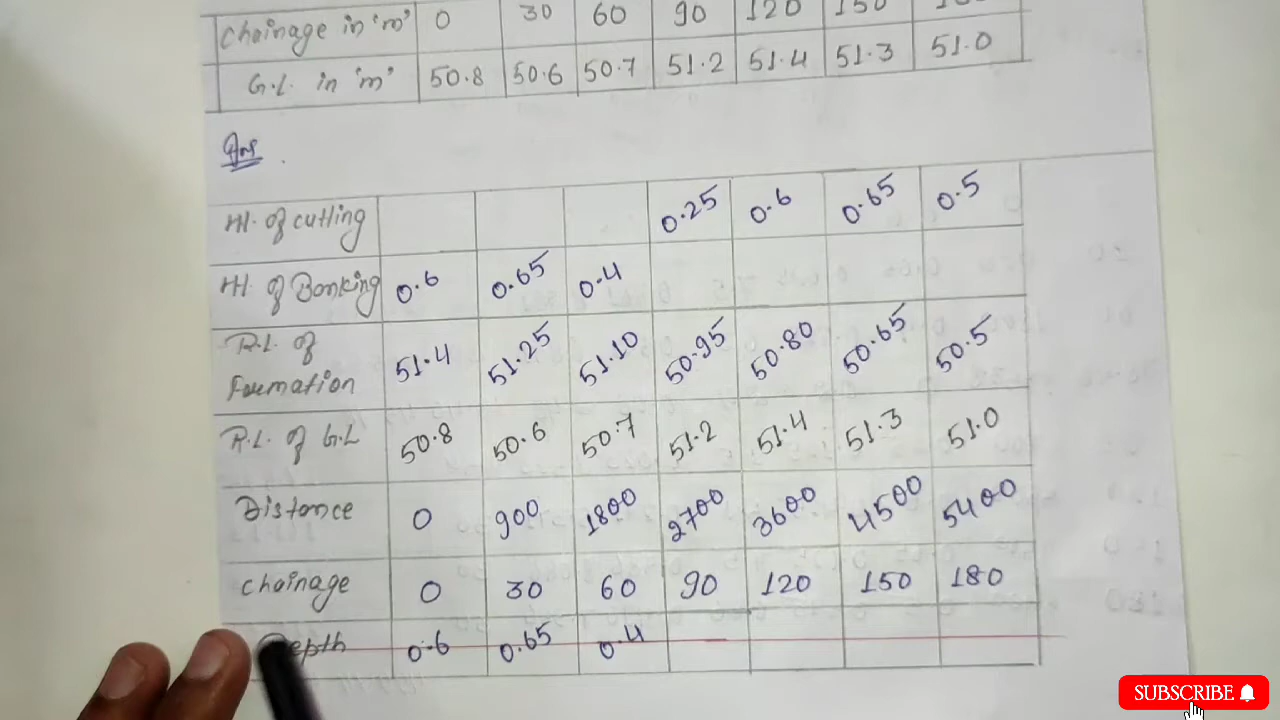 Chainage in 'm' 0 30 60 90 120 150
G.L. in 'm' 50.8 50.6 50.7 51.2 51.4 51.3 51.0
Ans
Ht. of cutting 0.25 0.6 0.65 0.5
Ht. of Banking 0.6 0.65 0.4
R.L. of Formation 51.4 51.25 51.10 50.95 50.80 50.65 50.5
R.L. of G.L 50.8 50.6 50.7 51.2 51.4 51.3 51.0
Distance 0 900 1800 2700 3600 4500 5400
Chainage 0 30 60 90 120 150 180
Depth 0.6 0.65 0.4
SUBSCRIBE